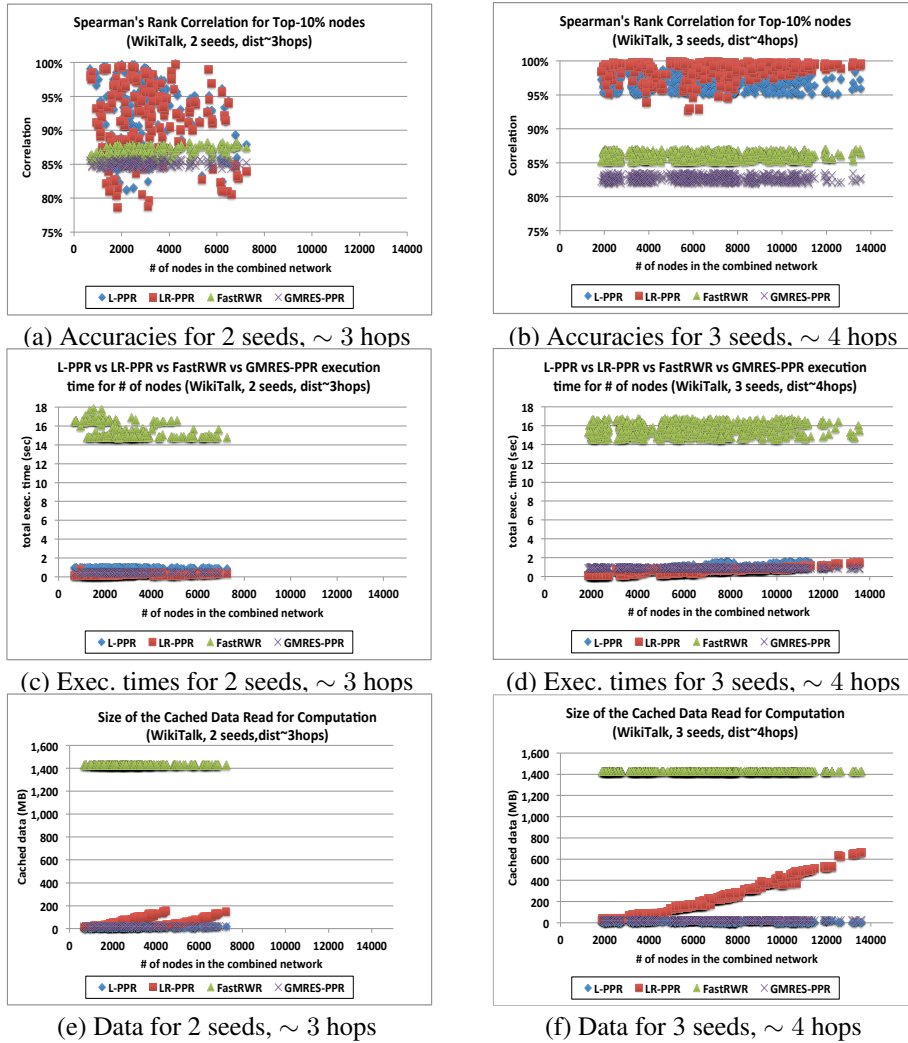 Spearman's Rank Correlation for Top-10% nodes
(WikiTalk, 2 seeds, dist~3hops)
100%
95%
90%
85%
80%
75%
Correlation
0 2000 4000 6000 8000 10000 12000 14000
# of nodes in the combined network
L-PPR LR-PPR FastRWR GMRES-PPR
(a) Accuracies for 2 seeds, ∼ 3 hops
Spearman's Rank Correlation for Top-10% nodes
(WikiTalk, 3 seeds, dist~4hops)
100%
95%
90%
85%
80%
75%
Correlation
0 2000 4000 6000 8000 10000 12000 14000
# of nodes in the combined network
L-PPR LR-PPR FastRWR GMRES-PPR
(b) Accuracies for 3 seeds, ∼ 4 hops
L-PPR vs LR-PPR vs FastRWR vs GMRES-PPR execution
time for # of nodes (WikiTalk, 2 seeds, dist~3hops)
18
16
14
12
10
8
6
4
2
0
total exec. time (sec)
0 2000 4000 6000 8000 10000 12000 14000
# of nodes in the combined network
L-PPR LR-PPR FastRWR GMRES-PPR
(c) Exec. times for 2 seeds, ∼ 3 hops
L-PPR vs LR-PPR vs FastRWR vs GMRES-PPR execution
time for # of nodes (WikiTalk, 3 seeds, dist~4hops)
18
16
14
12
10
8
6
4
2
0
total exec. time (sec)
0 2000 4000 6000 8000 10000 12000 14000
# of nodes in the combined network
L-PPR LR-PPR FastRWR GMRES-PPR
(d) Exec. times for 3 seeds, ∼ 4 hops
Size of the Cached Data Read for Computation
(WikiTalk, 2 seeds,dist~3hops)
1,600
1,400
1,200
1,000
800
600
400
200
0
Cached data (MB)
0 2000 4000 6000 8000 10000 12000 14000
# of nodes in the combined network
L-PPR LR-PPR FastRWR GMRES-PPR
(e) Data for 2 seeds, ∼ 3 hops
Size of the Cached Data Read for Computation
(WikiTalk, 3 seeds, dist~4hops)
1,600
1,400
1,200
1,000
800
600
400
200
0
Cached data (MB)
0 2000 4000 6000 8000 10000 12000 14000
# of nodes in the combined network
L-PPR LR-PPR FastRWR GMRES-PPR
(f) Data for 3 seeds, ∼ 4 hops